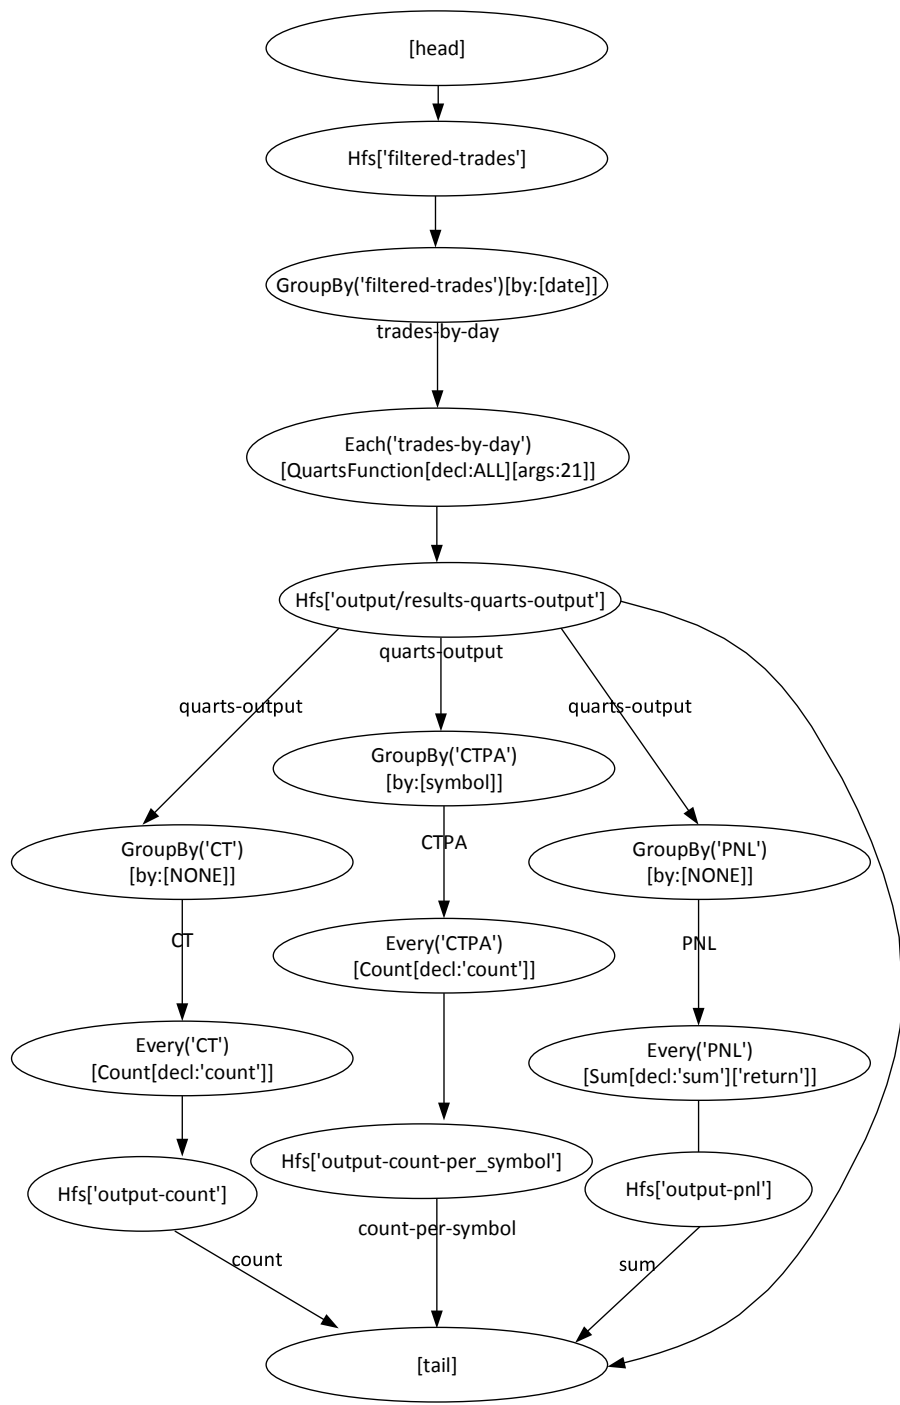 [head]
Hfs['filtered-trades']
GroupBy('filtered-trades')[by:[date]]
trades-by-day
Each('trades-by-day')
[QuartsFunction[decl:ALL][args:21]]
Hfs['output/results-quarts-output']
quarts-output
quarts-output
quarts-output
GroupBy('CTPA')
[by:[symbol]]
GroupBy('CT')
[by:[NONE]]
CTPA
GroupBy('PNL')
[by:[NONE]]
CT
Every('CTPA')
[Count[decl:'count']]
PNL
Every('CT')
[Count[decl:'count']]
Every('PNL')
[Sum[decl:'sum']['return']]
Hfs['output-count']
Hfs['output-count-per_symbol']
Hfs['output-pnl']
count
count-per-symbol
sum
[tail]